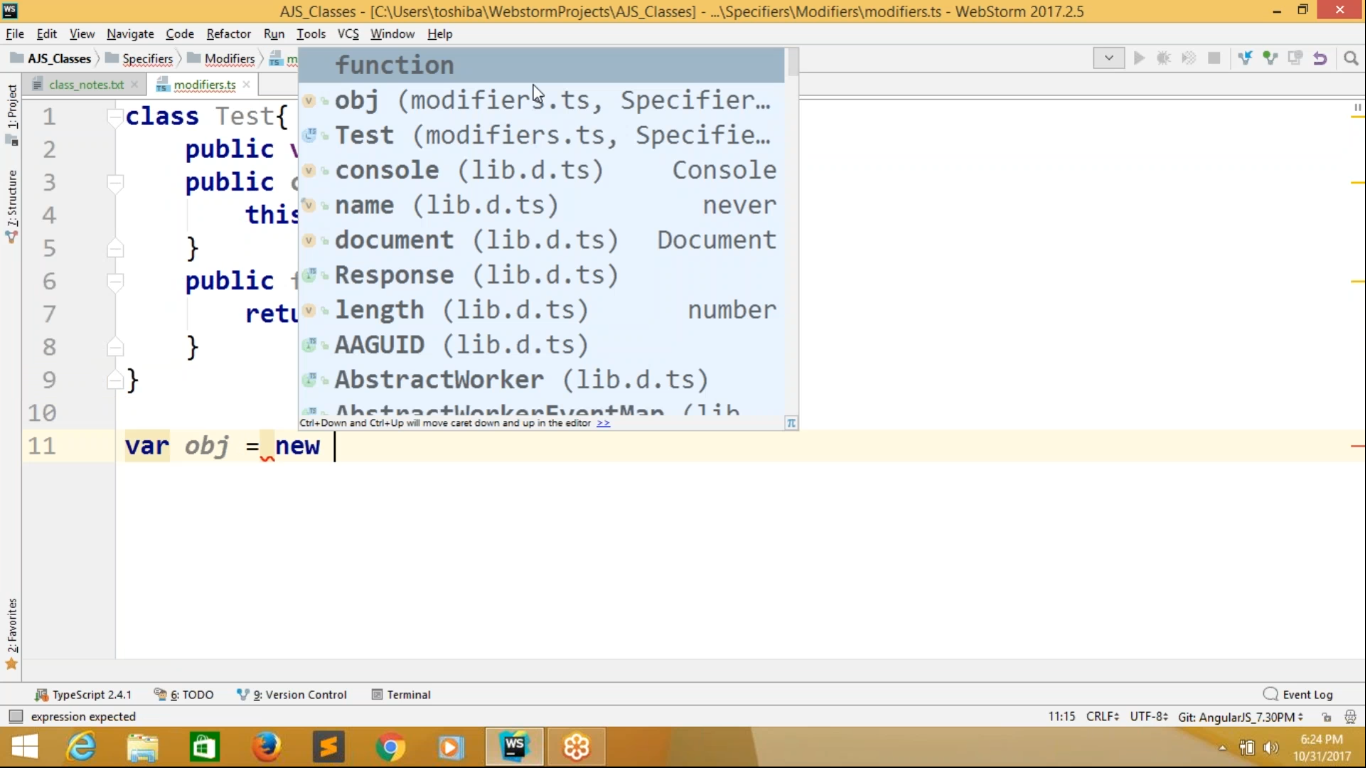 WS
AJS_Classes - [C:\Users\toshiba\WebstormProjects\AJS_Classes] - ...\Specifiers\Modifiers\modifiers.ts - WebStorm 2017.2.5
File Edit View Navigate Code Refactor Run Tools VCS Window Help
AJS_Classes Specifiers Modifiers m
class_notes.txt modifiers.ts
1: Project
7: Structure
2: Favorites
function
obj (modifiers.ts, Specifier…
Test (modifiers.ts, Specifie…
console (lib.d.ts) Console
name (lib.d.ts) never
document (lib.d.ts) Document
Response (lib.d.ts)
length (lib.d.ts) number
AAGUID (lib.d.ts)
AbstractWorker (lib.d.ts)
AbstractWorkerEventMap (lib
Ctrl+Down and Ctrl+Up will move caret down and up in the editor >> π
1 class Test{
2 public v
3 public c
4 this
5 }
6 public f
7 retu
8 }
9 }
10
11 var obj = new
TypeScript 2.4.1 6: TODO 9: Version Control Terminal Event Log
expression expected 11:15 CRLF÷ UTF-8÷ Git: AngularJS_7.30PM÷
WS 6:24 PM
10/31/2017